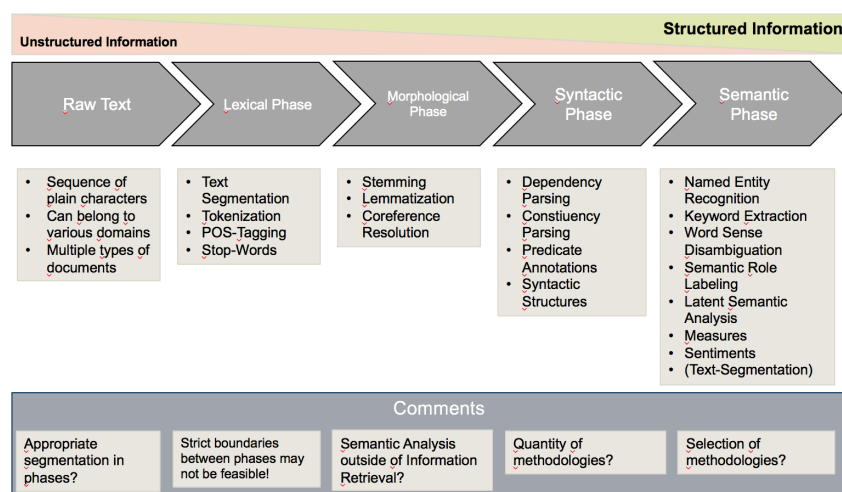 Structured Information
Unstructured Information
Raw Text
Lexical Phase
Morphological
Phase
Syntactic
Phase
Semantic
Phase
• Sequence of
plain characters
• Can belong to
various domains
• Multiple types of
documents
• Text
Segmentation
• Tokenization
• POS-Tagging
• Stop-Words
• Stemming
• Lemmatization
• Coreference
Resolution
• Dependency
Parsing
• Constiuency
Parsing
• Predicate
Annotations
• Syntactic
Structures
• Named Entity
Recognition
• Keyword Extraction
• Word Sense
Disambiguation
• Semantic Role
Labeling
• Latent Semantic
Analysis
• Measures
• Sentiments
• (Text-Segmentation)
Comments
Appropriate
segmentation in
phases?
Strict boundaries
between phases may
not be feasible!
Semantic Analysis
outside of Information
Retrieval?
Quantity of
methodologies?
Selection of
methodologies?